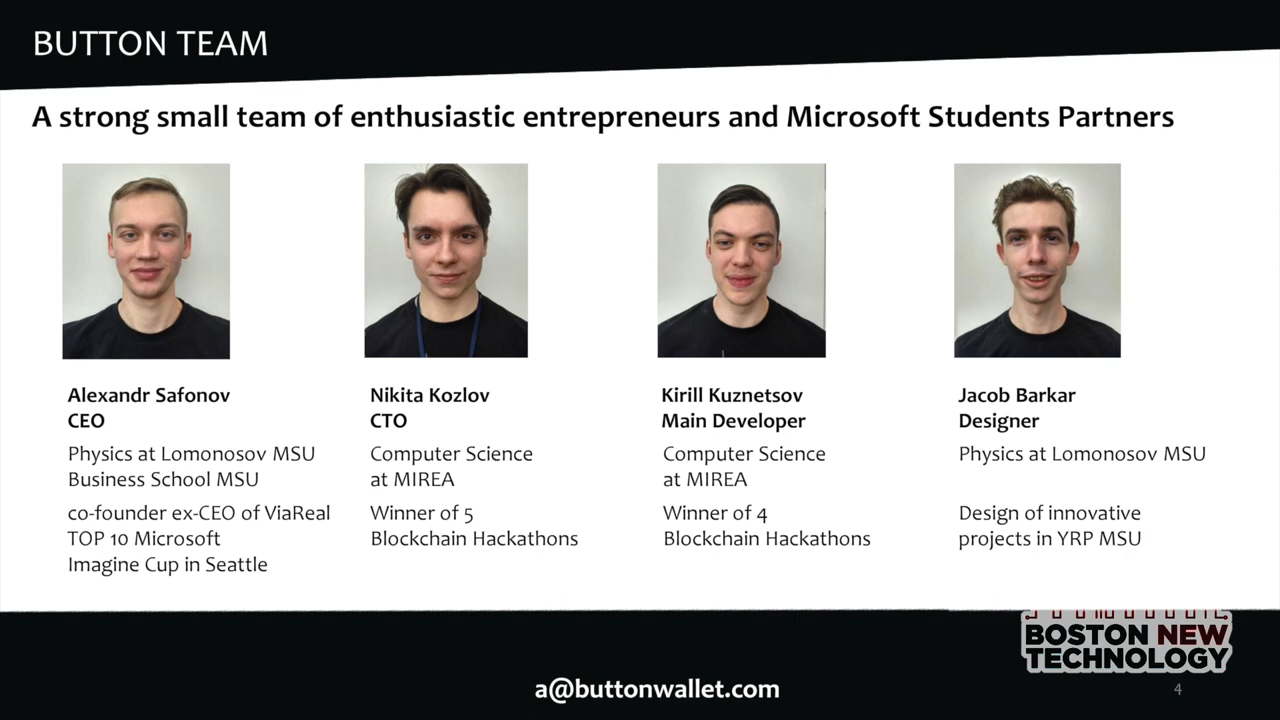 BUTTON TEAM
A strong small team of enthusiastic entrepreneurs and Microsoft Students Partners
Alexandr Safonov
CEO
Physics at Lomonosov MSU
Business School MSU
co-founder ex-CEO of ViaReal
TOP 10 Microsoft
Imagine Cup in Seattle
Nikita Kozlov
CTO
Computer Science
at MIREA
Winner of 5
Blockchain Hackathons
Kirill Kuznetsov
Main Developer
Computer Science
at MIREA
Winner of 4
Blockchain Hackathons
Jacob Barkar
Designer
Physics at Lomonosov MSU
Design of innovative
projects in YRP MSU
BOSTON NEW
TECHNOLOGY
a@buttonwallet.com
4